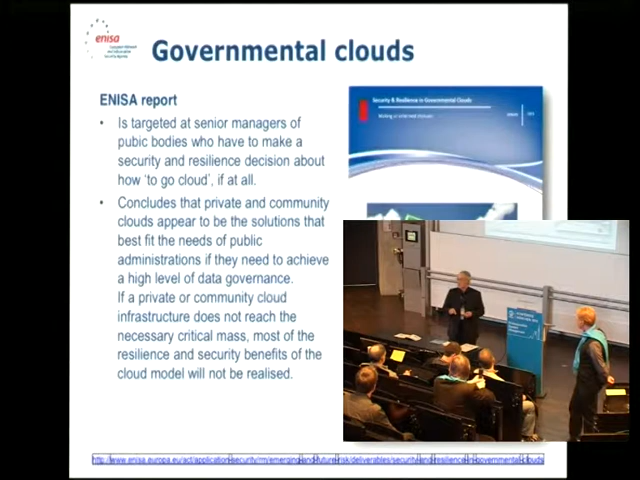 enisa
Governmental clouds
ENISA report
• Is targeted at senior managers of
pubic bodies who have to make a
security and resilience decision about
how 'to go cloud', if at all.
• Concludes that private and community
clouds appear to be the solutions that
best fit the needs of public
administrations if they need to achieve
a high level of data governance.
If a private or community cloud
infrastructure does not reach the
necessary critical mass, most of the
resilience and security benefits of the
cloud model will not be realised.
Security & Resilience in Governmental Clouds
Making an informed decision
http://www.enisa.europa.eu/act/application-security/rm/emerging-and-future-risk/deliverables/security-and-resilience-in-governmental-clouds